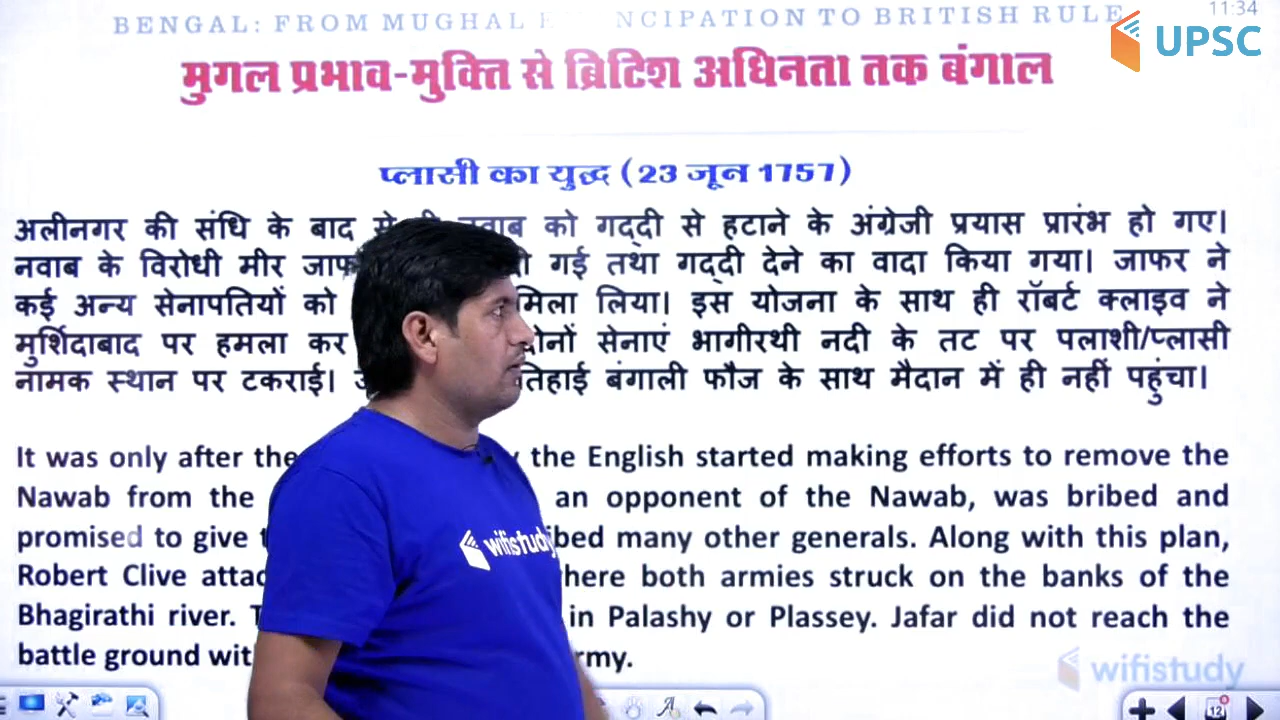 BENGAL: FROM MUGHAL NCIPATION TO BRITISH RULE
11:34
UPSC
मुगल प्रभाव-मुक्ति से ब्रिटिश अधिनता तक बंगाल
प्लासी का युद्ध (23 जून 1757)
अलीनगर की संधि के बाद से को गद्दी से हटाने के अंग्रेजी प्रयास प्रारंभ हो गए।
नवाब के विरोधी मीर गई तथा गद्दी देने का वादा किया गया। जाफर ने
कई अन्य सेनापतियों को मिला लिया। इस योजना के साथ ही रॉबर्ट क्लाइव ने
मुर्शिदाबाद पर हमला कर सेनाएं भागीरथी नदी के तट पर पलाशी/प्लासी
नामक स्थान पर टकराई। तिहाई बंगाली फौज के साथ मैदान में ही नहीं पहुंचा।
It was only after the the English started making efforts to remove the
Nawab from the an opponent of the Nawab, was bribed and
promised to give many other generals. Along with this plan,
Robert Clive where both armies struck on the banks of the
Bhagirathi river. in Palashy or Plassey. Jafar did not reach the
battle ground
wifistudy
wifistudy
12